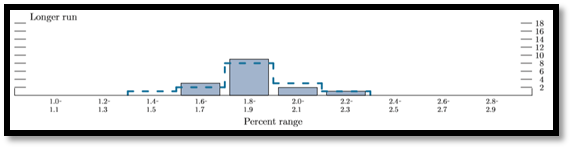 Longer run
18
16
14
12
10
8
6
4
2
1.0- 1.2- 1.4- 1.6- 1.8- 2.0- 2.2- 2.4- 2.6- 2.8-
1.1 1.3 1.5 1.7 1.9 2.1 2.3 2.5 2.7 2.9
Percent range